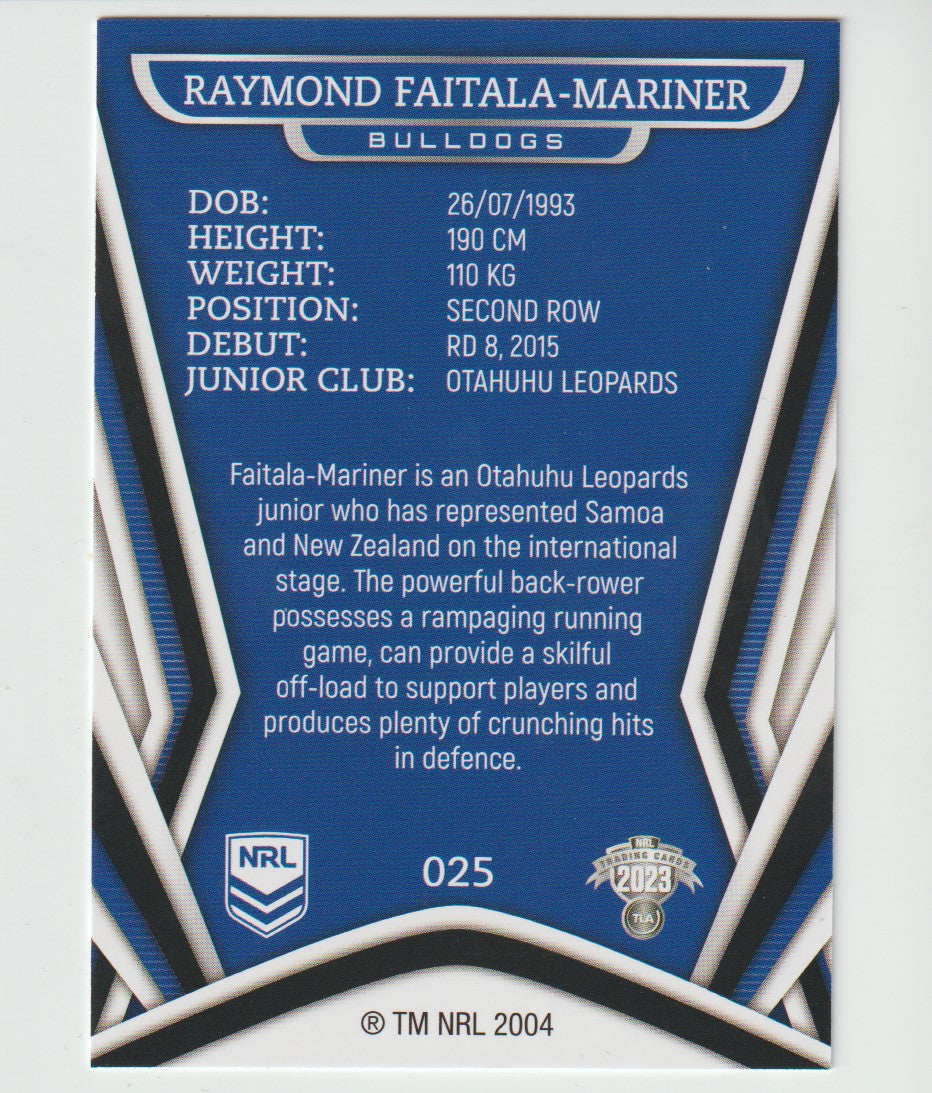 RAYMOND FAITALA-MARINER
BULLDOGS
DOB: 26/07/1993
HEIGHT: 190 CM
WEIGHT: 110 KG
POSITION: SECOND ROW
DEBUT: RD 8, 2015
JUNIOR CLUB: OTAHUHU LEOPARDS
Faitala-Mariner is an Otahuhu Leopards
junior who has represented Samoa
and New Zealand on the international
stage. The powerful back-rower
possesses a rampaging running
game, can provide a skilful
off-load to support players and
produces plenty of crunching hits
in defence.
NRL
025
NRL
TRADING CARDS
2023
TLA
® TM NRL 2004